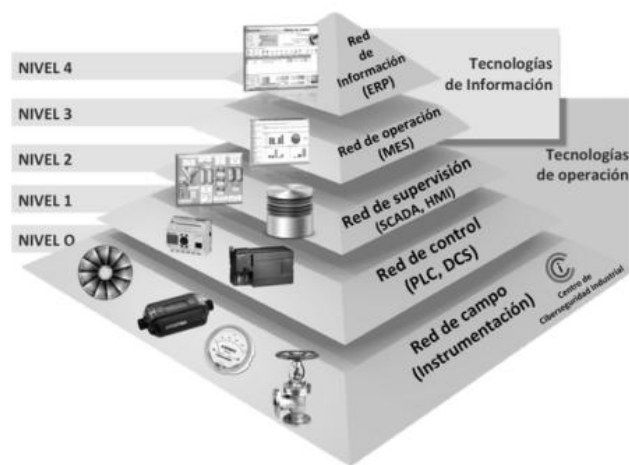 NIVEL 4
NIVEL 3
NIVEL 2
NIVEL 1
NIVEL O
Red
de
Información
(ERP)
Red de operación
(MES)
Red de supervisión
(SCADA, HMI)
Red de control
(PLC, DCS)
Red de campo
(Instrumentación)
Tecnologías
de Información
Tecnologías
de operación
Centro de
Ciberseguridad Industrial